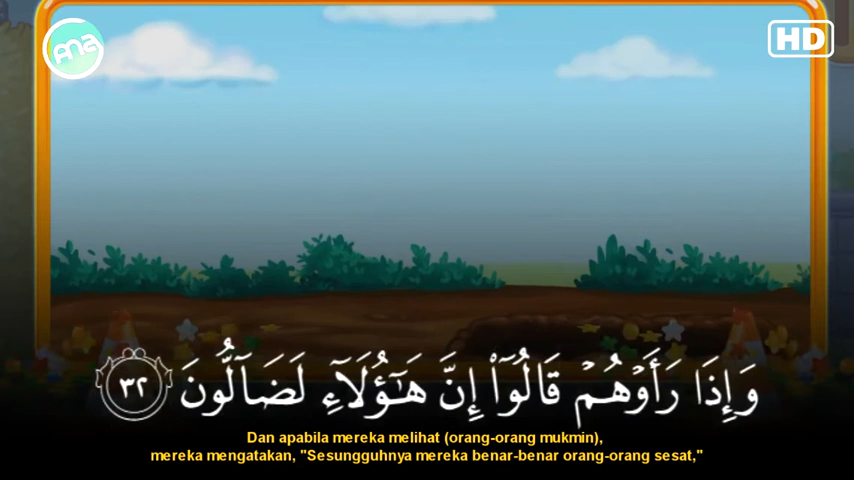 ana
HD
وَإِذَا رَأَوْهُمْ قَالُوٓا۟ إِنَّ هَـٰٓؤُلَآءِ لَضَآلُّونَ ٣٢
Dan apabila mereka melihat (orang-orang mukmin),
mereka mengatakan, "Sesungguhnya mereka benar-benar orang-orang sesat,"